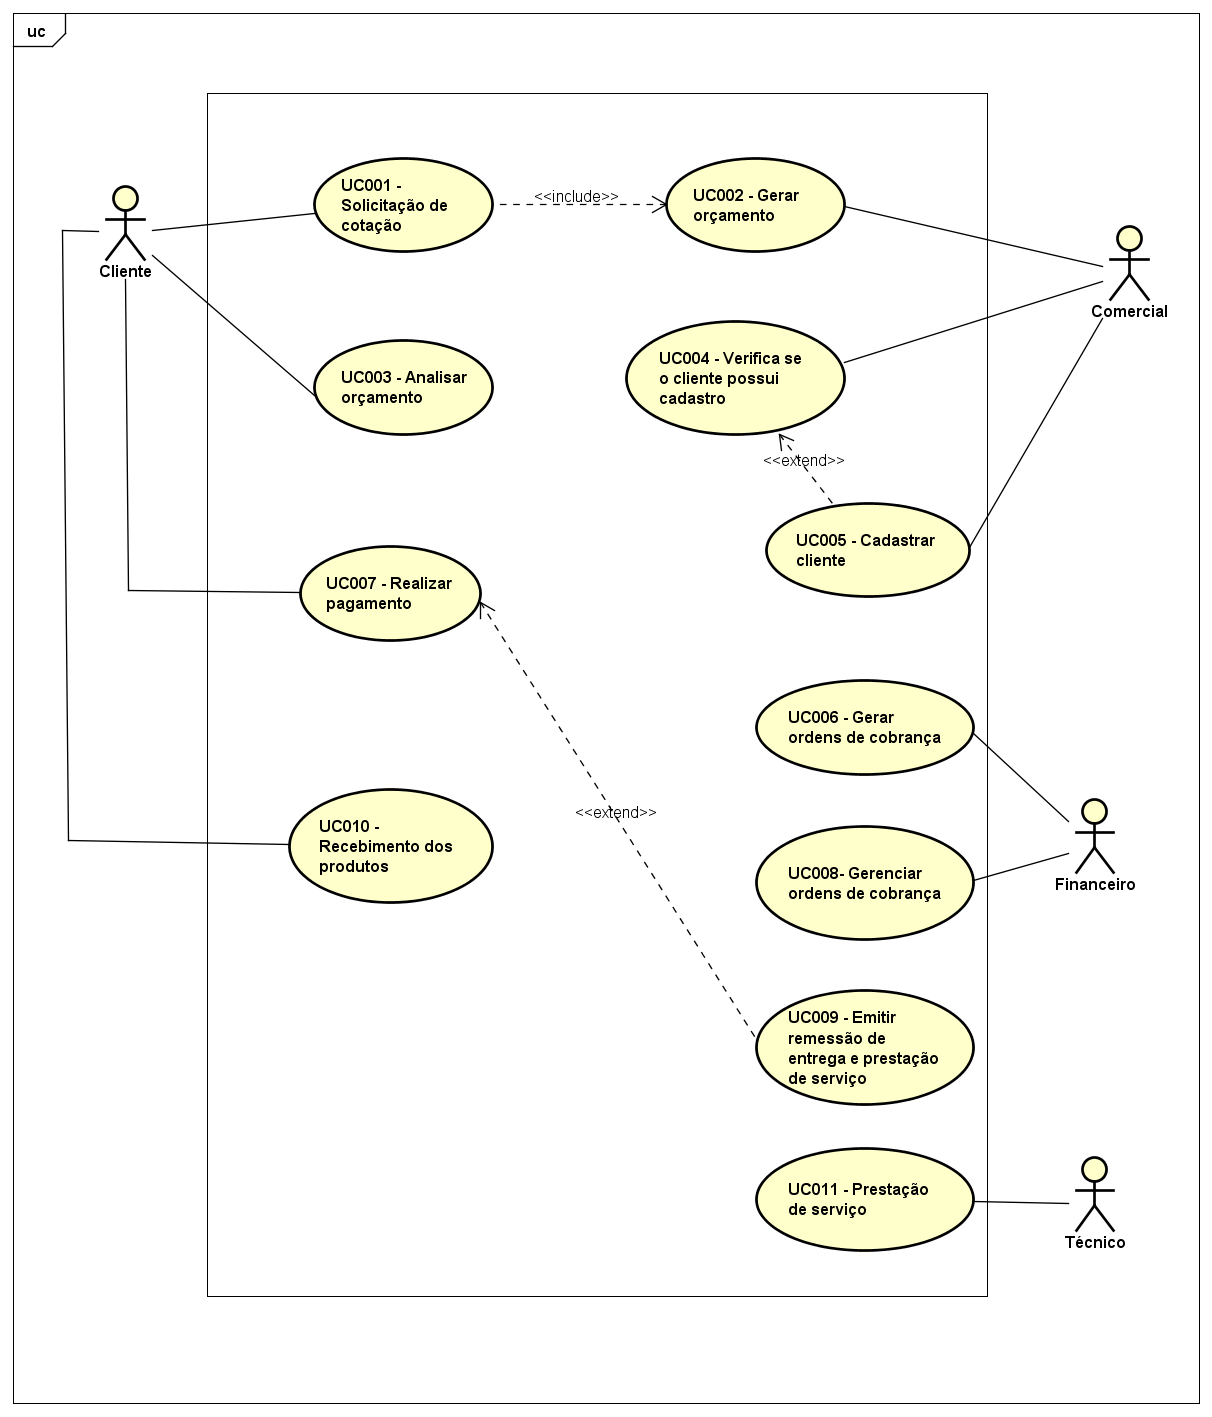 uc
UC001 -
Solicitação de
cotação
<<include>>
UC002 - Gerar
orçamento
Cliente
Comercial
UC003 - Analisar
orçamento
UC004 - Verifica se
o cliente possui
cadastro
<<extend>>
UC005 - Cadastrar
cliente
UC007 - Realizar
pagamento
UC006 - Gerar
ordens de cobrança
<<extend>>
UC010 -
Recebimento dos
produtos
UC008- Gerenciar
ordens de cobrança
Financeiro
UC009 - Emitir
remessão de
entrega e prestação
de serviço
UC011 - Prestação
de serviço
Técnico